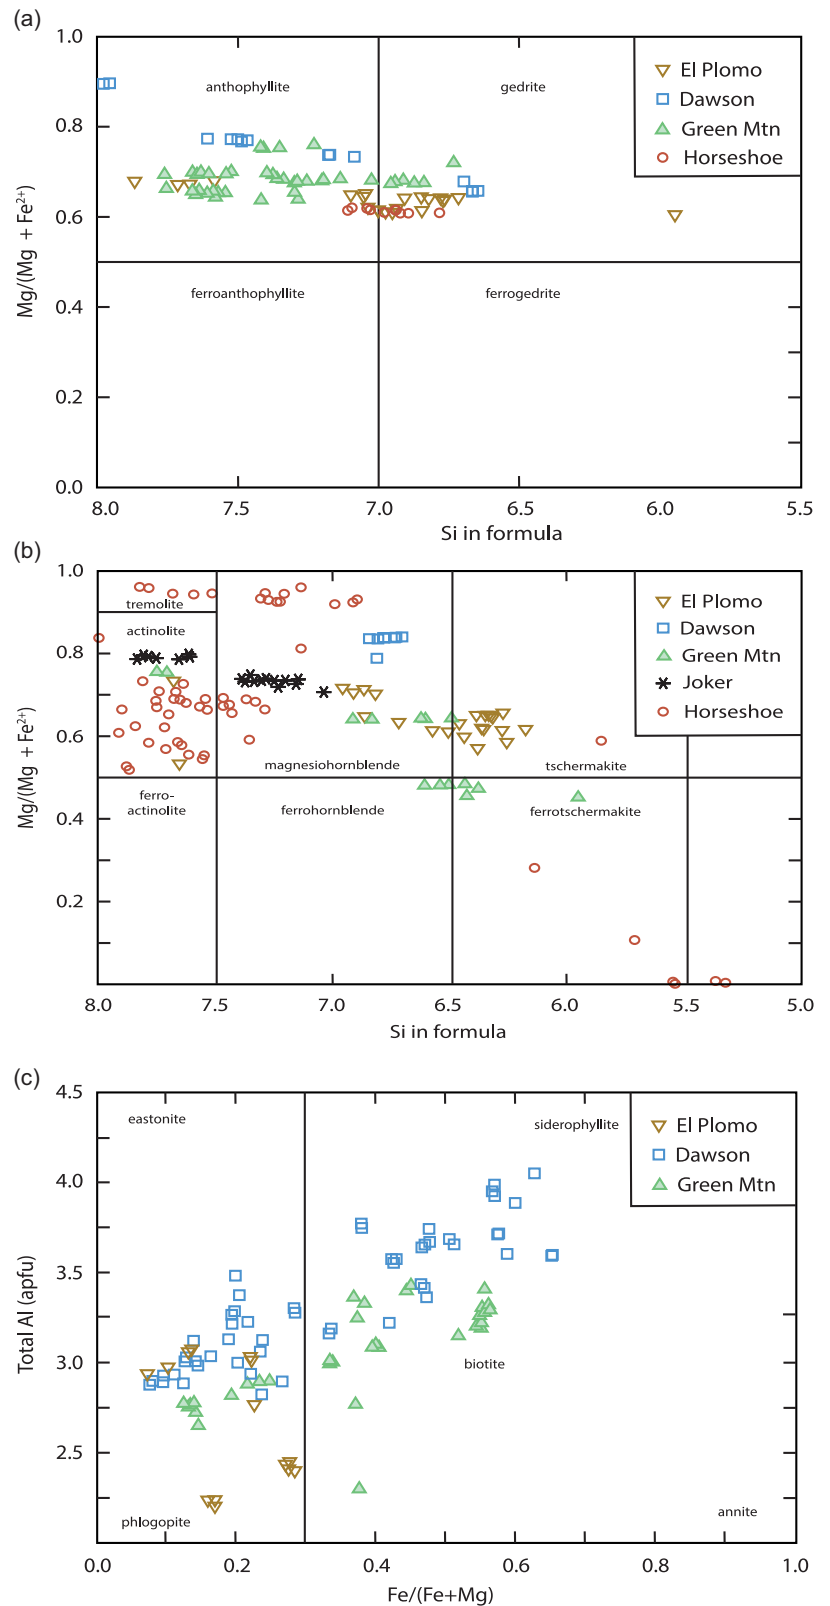 (a)
1.0
0.8
0.6
0.4
0.2
0.0
Mg/(Mg + Fe2+)
anthophyllite
gedrite
El Plomo
Dawson
Green Mtn
Horseshoe
ferroanthophyllite
ferrogedrite
8.0
7.5
7.0
6.5
6.0
5.5
Si in formula
(b)
1.0
0.8
0.6
0.4
0.2
Mg/(Mg + Fe2+)
tremolite
actinolite
El Plomo
Dawson
Green Mtn
Joker
Horseshoe
magnesiohornblende
tschermakite
ferro-
actinolite
ferrohornblende
ferrotschermakite
8.0
7.5
7.0
6.5
6.0
5.5
5.0
Si in formula
(c)
4.5
4.0
3.5
3.0
2.5
Total Al (apfu)
eastonite
siderophyllite
El Plomo
Dawson
Green Mtn
biotite
phlogopite
annite
0.0
0.2
0.4
0.6
0.8
1.0
Fe/(Fe+Mg)